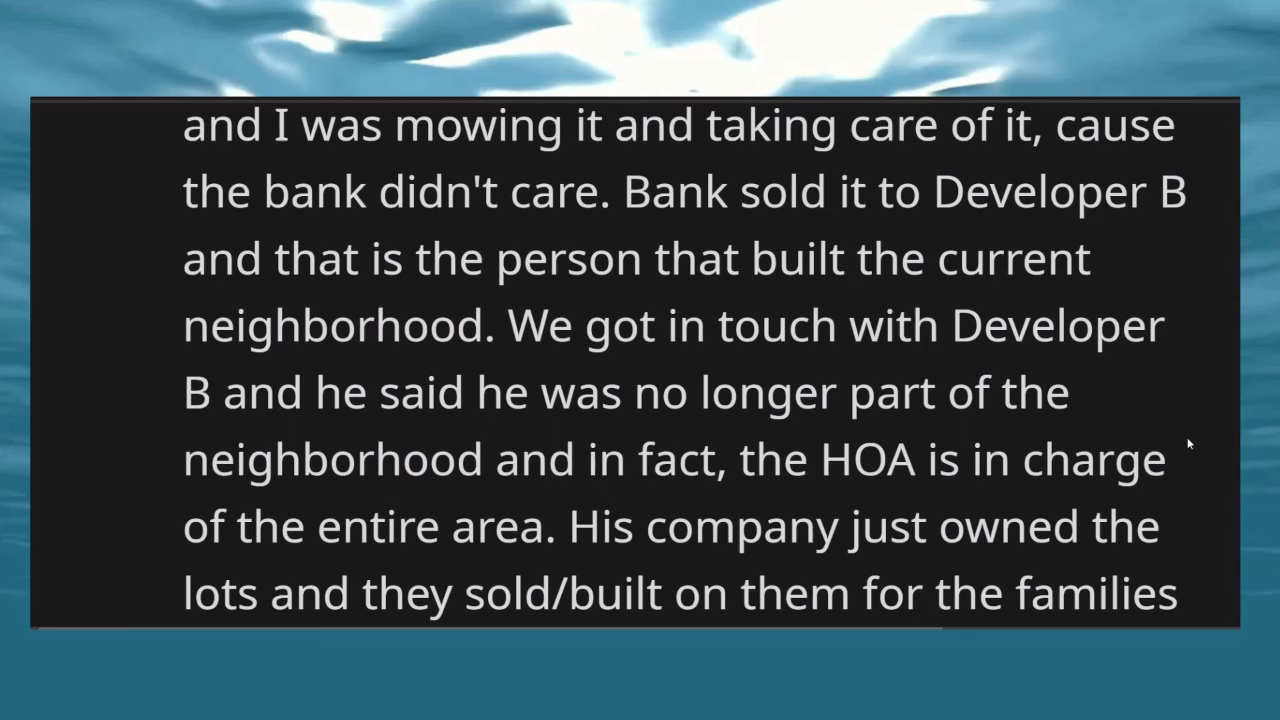 and I was mowing it and taking care of it, cause
the bank didn't care. Bank sold it to Developer B
and that is the person that built the current
neighborhood. We got in touch with Developer
B and he said he was no longer part of the
neighborhood and in fact, the HOA is in charge
of the entire area. His company just owned the
lots and they sold/built on them for the families